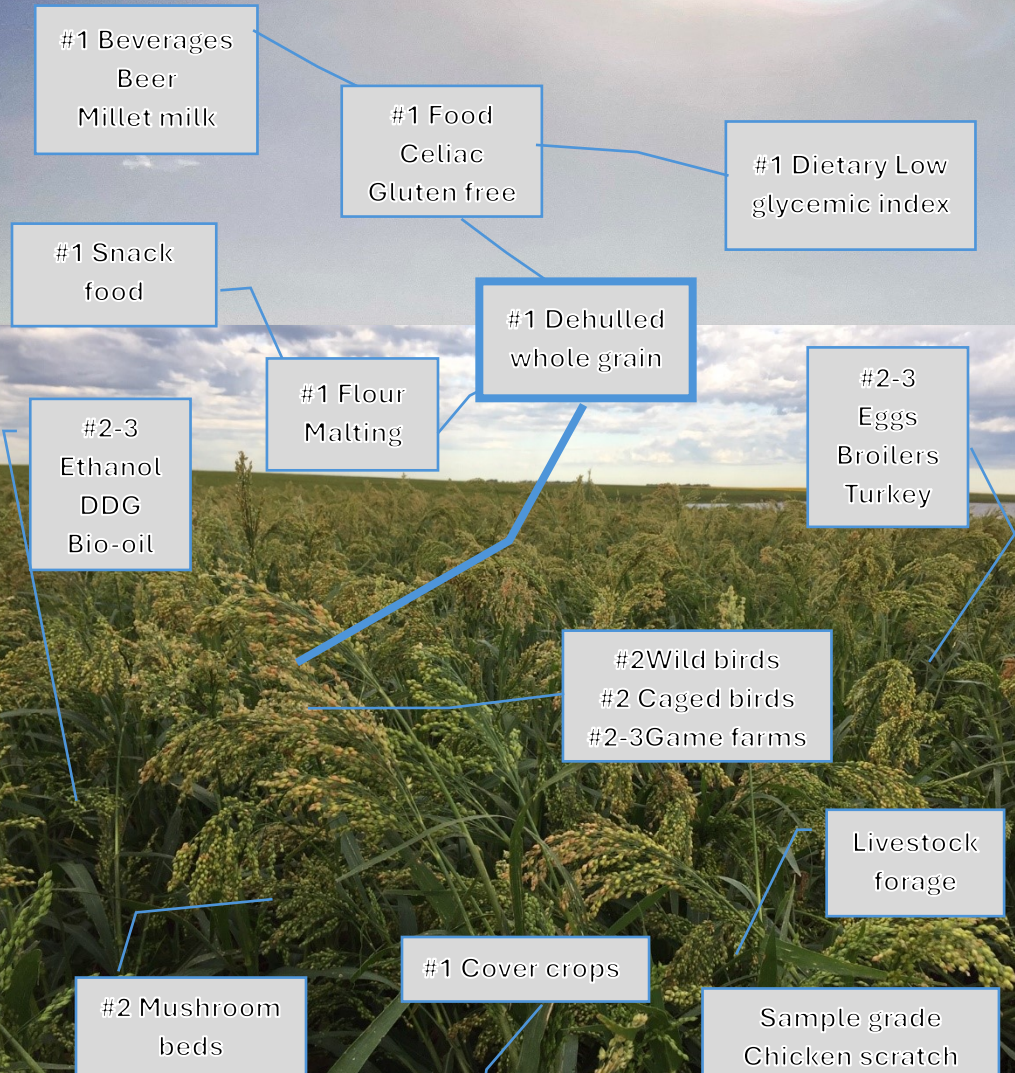 #1 Beverages
Beer
Millet milk
#1 Food
Celiac
Gluten free
#1 Dietary Low
glycemic index
#1 Snack
food
#1 Dehulled
whole grain
#1 Flour
Malting
#2-3
Eggs
Broilers
Turkey
#2-3
Ethanol
DDG
Bio-oil
#2Wild birds
#2 Caged birds
#2-3Game farms
Livestock
forage
#1 Cover crops
#2 Mushroom
beds
Sample grade
Chicken scratch